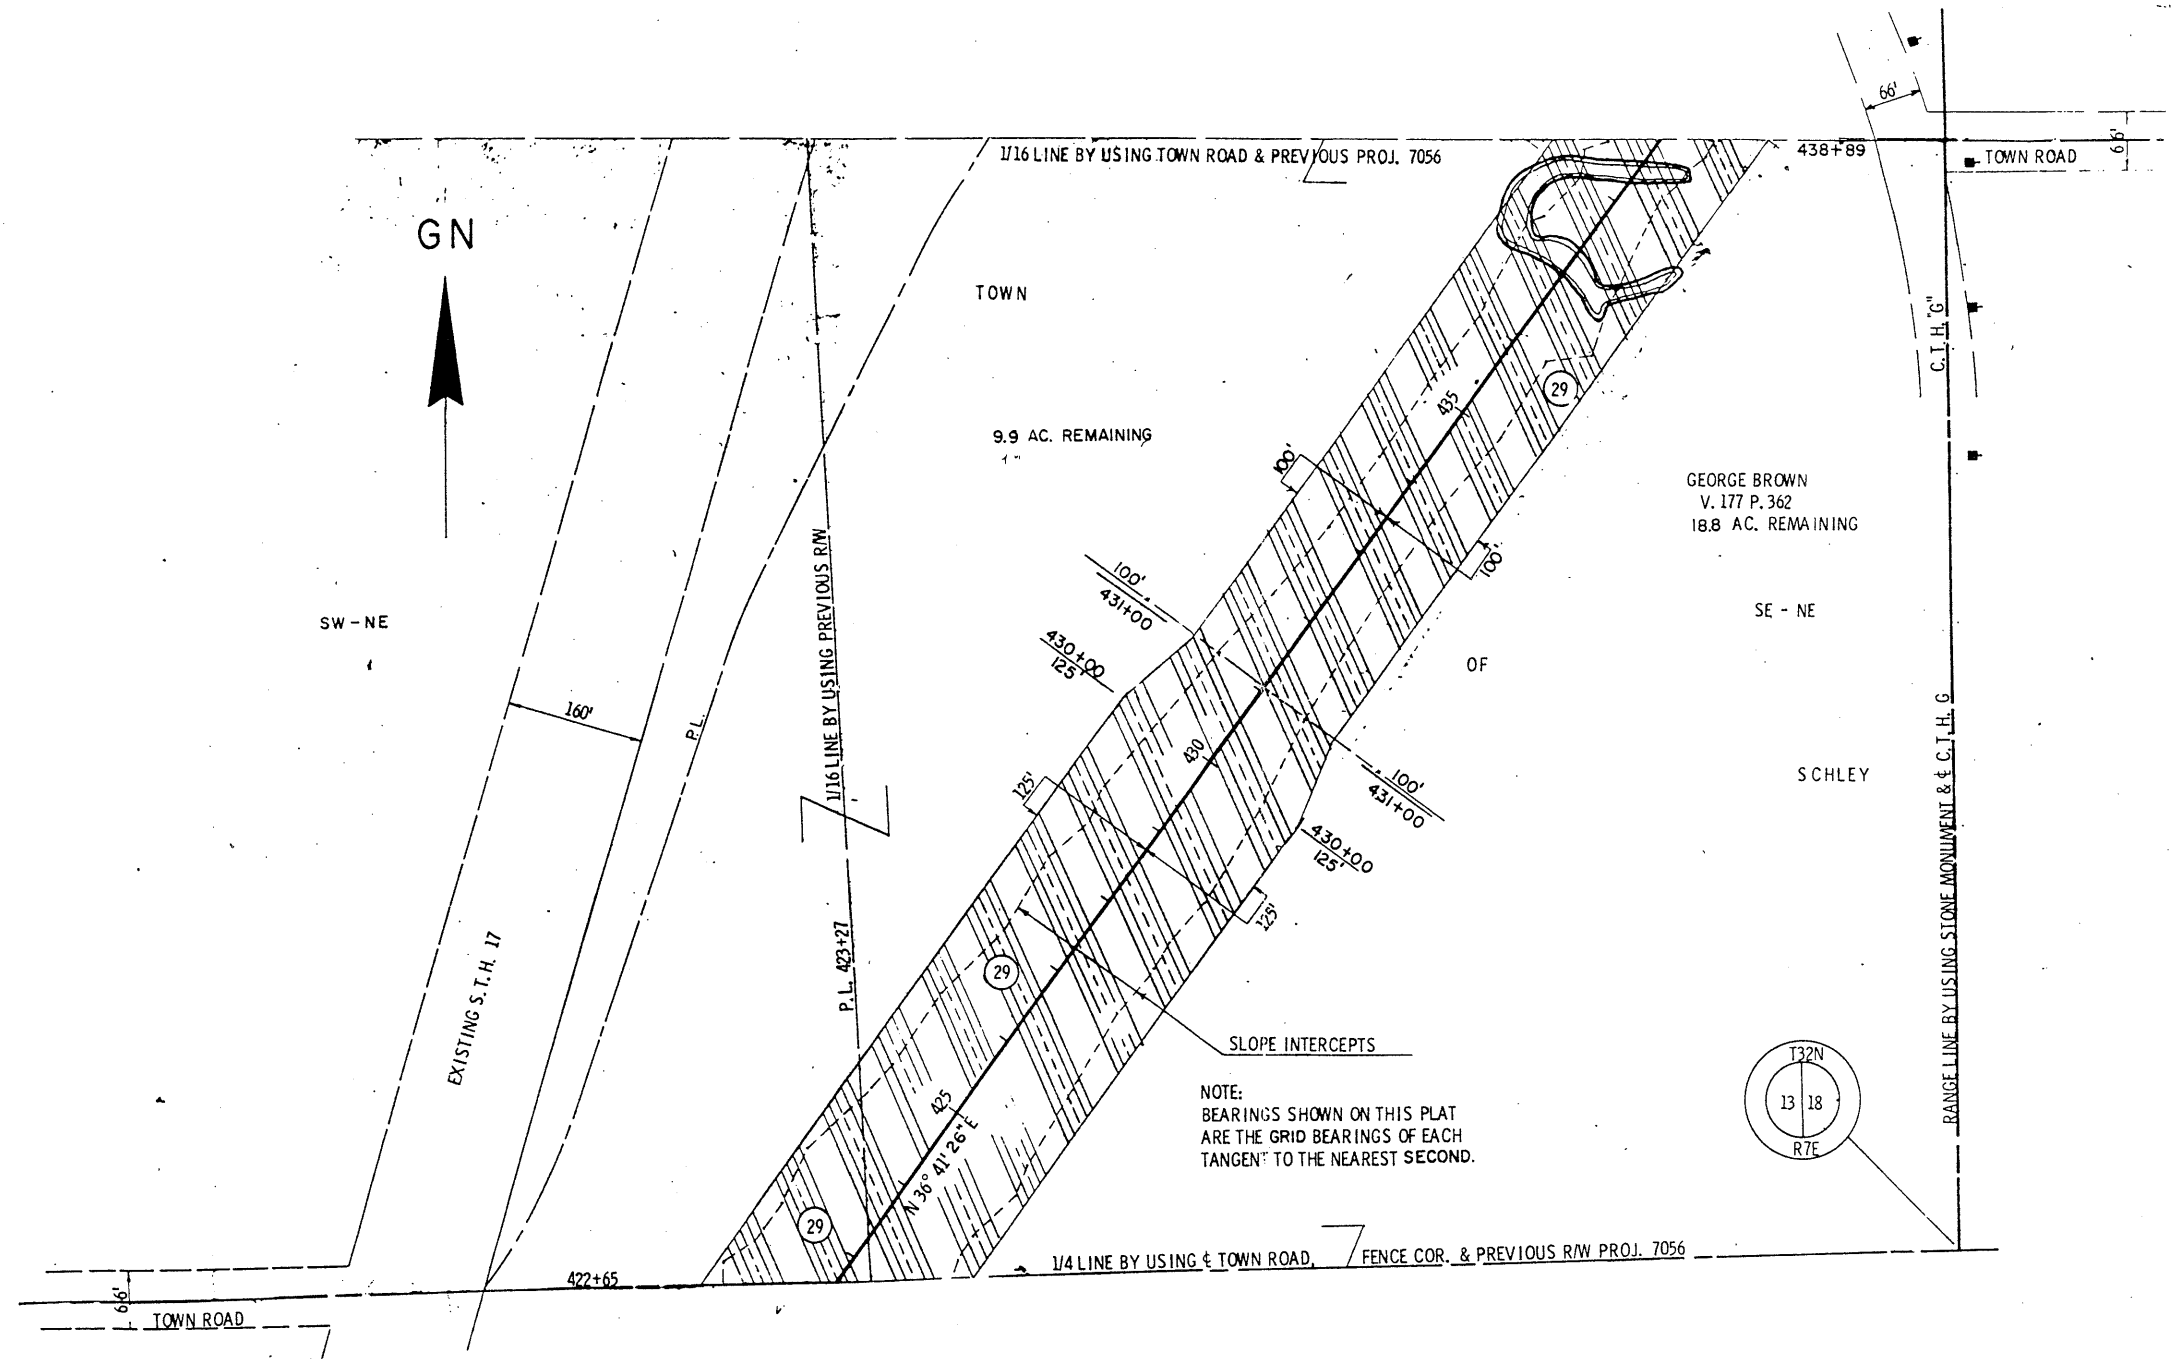 66'
1/16 LINE BY USING TOWN ROAD & PREVIOUS PROJ. 7056
438+89
TOWN ROAD
66'
GN
TOWN
C.T.H. "G"
29
435
9.9 AC. REMAINING
100'
GEORGE BROWN
V. 177 P. 362
18.8 AC. REMAINING
100'
100'
431+00
SW-NE
SE - NE
430+00
125'
OF
160'
P.L.
1/16 LINE BY USING PREVIOUS R/W
430
125'
100'
431+00
SCHLEY
430+00
125'
125'
P.L. 423+27
EXISTING S.T.H. 17
29
RANGE LINE BY USING STONE MONUMENT & ℄ C.T.H. G
SLOPE INTERCEPTS
425
N 36° 41' 26" E
NOTE:
BEARINGS SHOWN ON THIS PLAT
ARE THE GRID BEARINGS OF EACH
TANGENT TO THE NEAREST SECOND.
T32N
13 18
R7E
29
1/4 LINE BY USING ℄ TOWN ROAD, FENCE COR. & PREVIOUS R/W PROJ. 7056
422+65
66'
TOWN ROAD